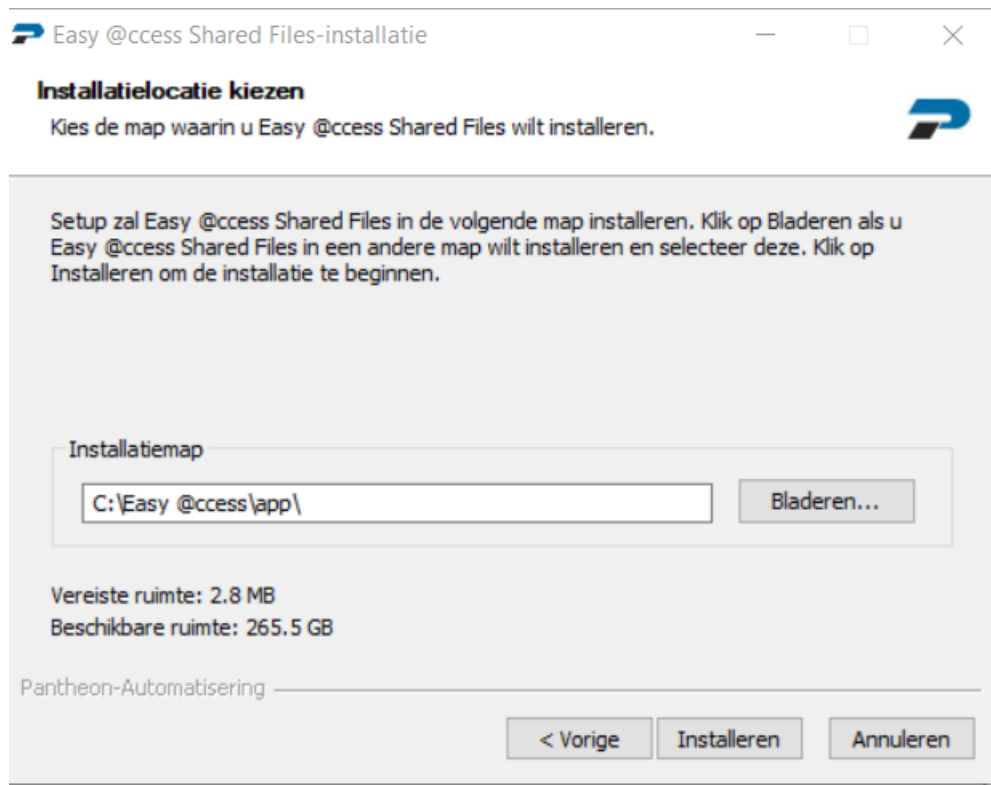 Easy @ccess Shared Files-installatie
Installatielocatie kiezen
Kies de map waarin u Easy @ccess Shared Files wilt installeren.
Setup zal Easy @ccess Shared Files in de volgende map installeren. Klik op Bladeren als u
Easy @ccess Shared Files in een andere map wilt installeren en selecteer deze. Klik op
Installeren om de installatie te beginnen.
Installatiemap
C:\Easy @ccess\app\
Bladeren...
Vereiste ruimte: 2.8 MB
Beschikbare ruimte: 265.5 GB
Pantheon-Automatisering
< Vorige
Installeren
Annuleren